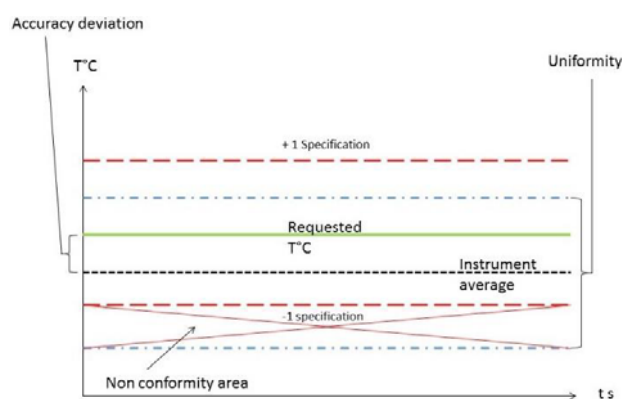 Accuracy deviation
T°C
Uniformity
+ 1 Specification
Requested
T°C
Instrument
average
-1 specification
Non conformity area
t s